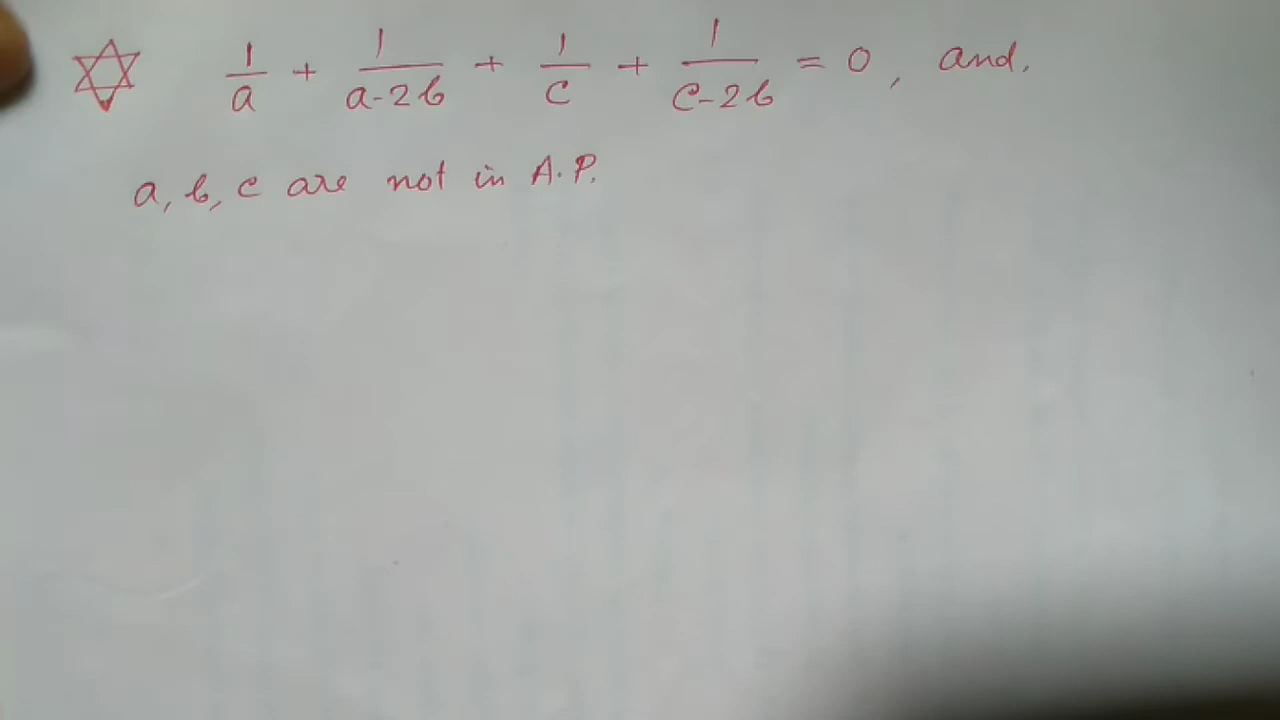 1/a + 1/(a-2b) + 1/c + 1/(c-2b) = 0, and,
a, b, c are not in A.P.